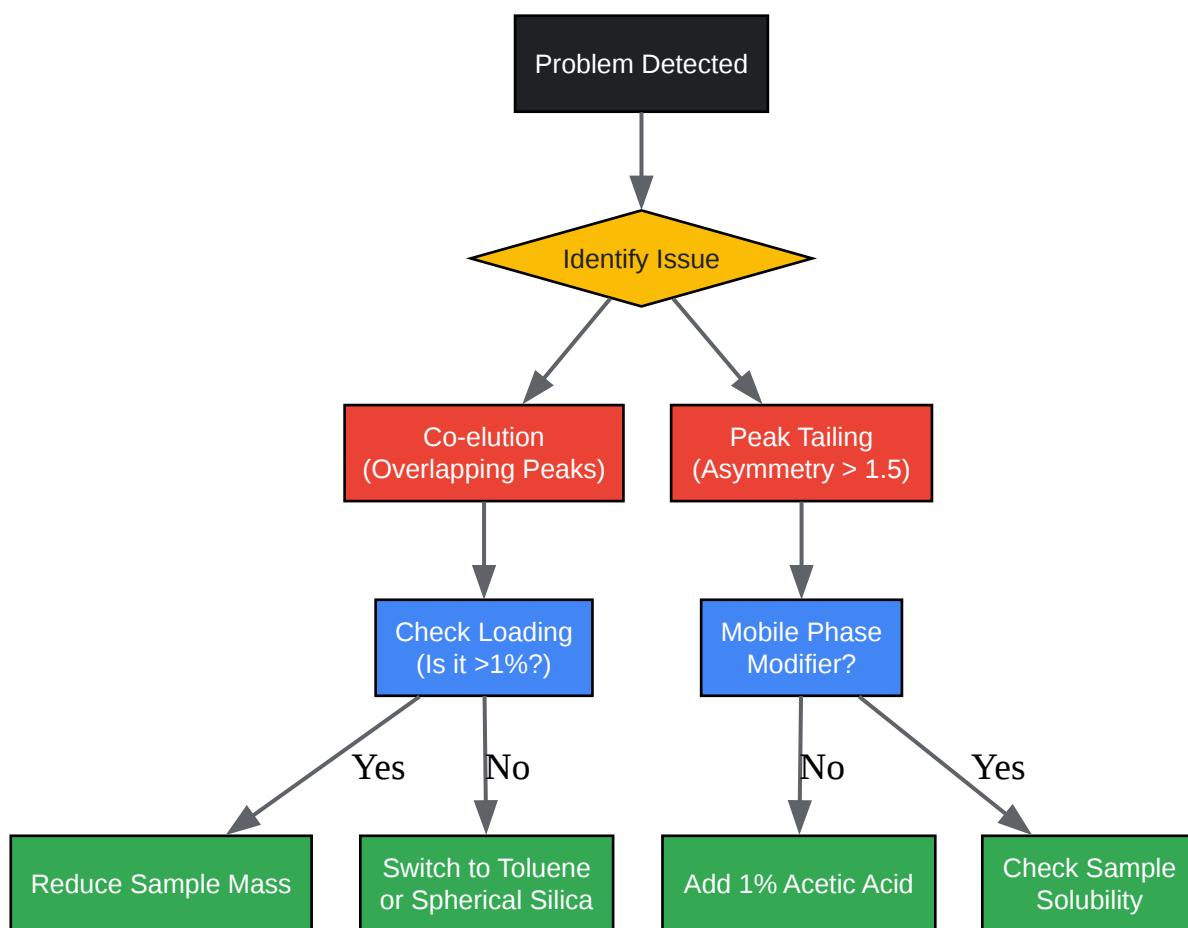 Problem Detected
Identify Issue
Co-elution
(Overlapping Peaks)
Peak Tailing
(Asymmetry > 1.5)
Check Loading
(Is it >1%?)
Mobile Phase
Modifier?
Yes
No
No
Yes
Reduce Sample Mass
Switch to Toluene
or Spherical Silica
Add 1% Acetic Acid
Check Sample
Solubility